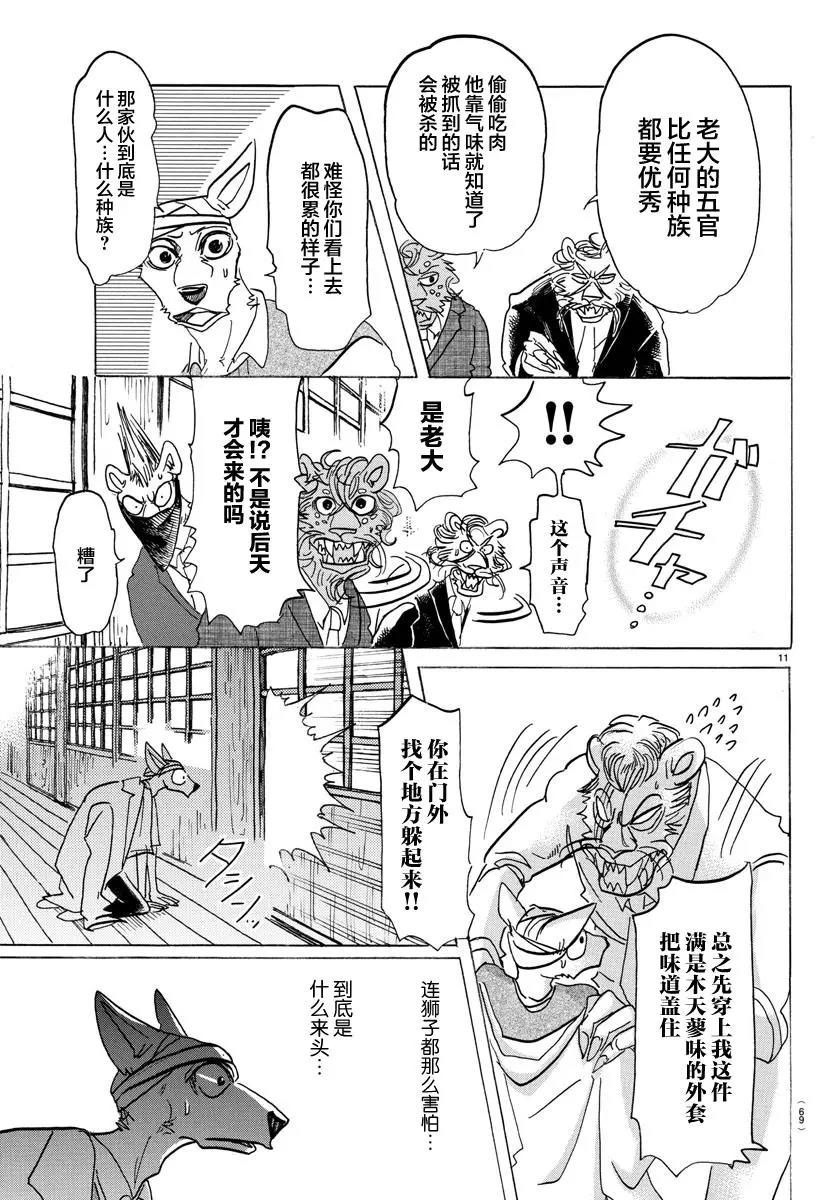 老大的五官
比任何种族
都要优秀
偷偷吃肉
他靠气味就知道了
被抓到的话
会被杀的
难怪你们看上去
都很累的样子…
那家伙到底是
什么人…什么种族?
ガチャ…
!!
这个声音…
是老大
咦!?不是说后天
才会来的吗
糟了
11
总之先穿上我这件
满是木天蓼味的外套
把味道盖住
你在门外
找个地方躲起来!!
タシン
连狮子都那么害怕…
到底是
什么来头…
(69)